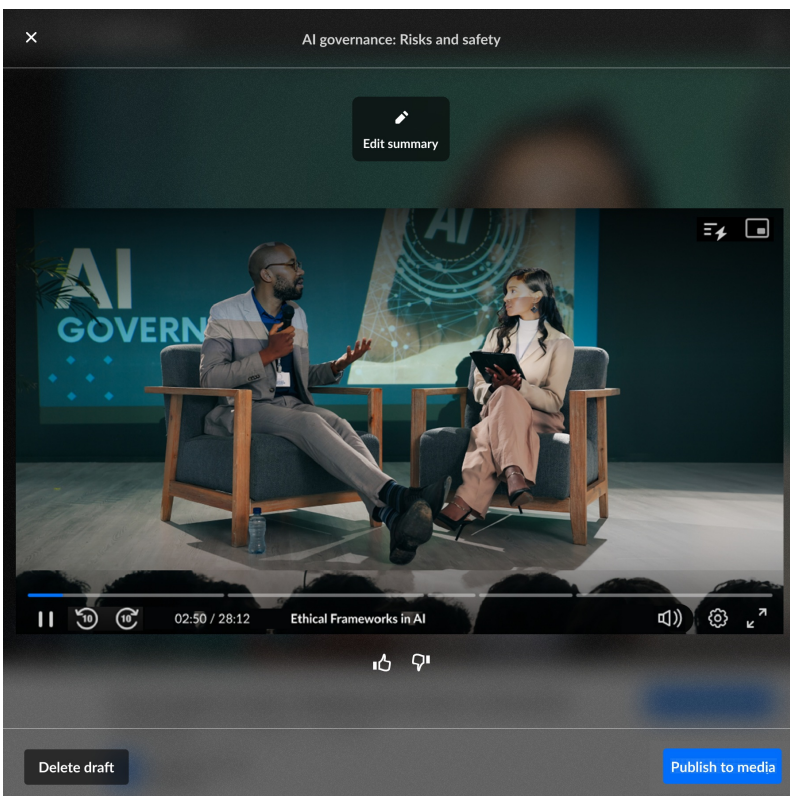 AI governance: Risks and safety
Edit summary
AI
AI
GOVERN
10
10
02:50 / 28:12
Ethical Frameworks in AI
Delete draft
Publish to media